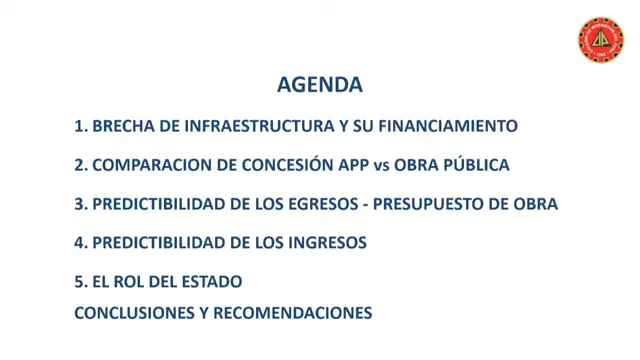 AGENDA
1. BRECHA DE INFRAESTRUCTURA Y SU FINANCIAMIENTO
2. COMPARACION DE CONCESIÓN APP vs OBRA PÚBLICA
3. PREDICTIBILIDAD DE LOS EGRESOS - PRESUPUESTO DE OBRA
4. PREDICTIBILIDAD DE LOS INGRESOS
5. EL ROL DEL ESTADO
CONCLUSIONES Y RECOMENDACIONES